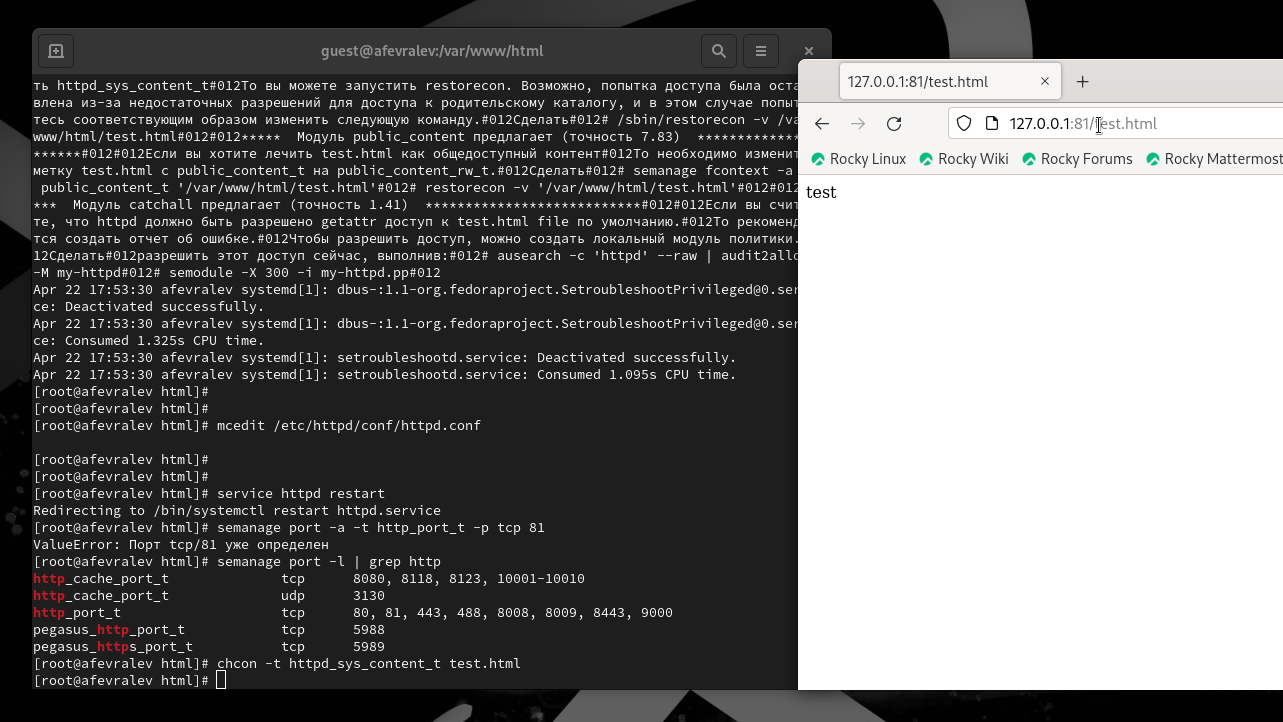 guest@afevralev:/var/www/html
ть httpd_sys_content_t#012То вы можете запустить restorecon. Возможно, попытка доступа была оста
влена из-за недостаточных разрешений для доступа к родительскому каталогу, и в этом случае попыт
тесь соответствующим образом изменить следующую команду.#012Сделать#012# /sbin/restorecon -v /va
www/html/test.html#012#012***** Модуль public_content предлагает (точность 7.83) *************
******#012#012Если вы хотите лечить test.html как общедоступный контент#012То необходимо изменит
метку test.html с public_content_t на public_content_rw_t.#012Сделать#012# semanage fcontext -a
public_content_t '/var/www/html/test.html'#012# restorecon -v '/var/www/html/test.html'#012#012
*** Модуль catchall предлагает (точность 1.41) **************************#012#012Если вы счит
те, что httpd должно быть разрешено getattr доступ к test.html file по умолчанию.#012То рекоменд
тся создать отчет об ошибке.#012Чтобы разрешить доступ, можно создать локальный модуль политики.
12Сделать#012разрешить этот доступ сейчас, выполнив:#012# ausearch -c 'httpd' --raw | audit2allo
-M my-httpd#012# semodule -X 300 -i my-httpd.pp#012
Apr 22 17:53:30 afevralev systemd[1]: dbus-:1.1-org.fedoraproject.SetroubleshootPrivileged@0.ser
ce: Deactivated successfully.
Apr 22 17:53:30 afevralev systemd[1]: dbus-:1.1-org.fedoraproject.SetroubleshootPrivileged@0.ser
ce: Consumed 1.325s CPU time.
Apr 22 17:53:30 afevralev systemd[1]: setroubleshootd.service: Deactivated successfully.
Apr 22 17:53:30 afevralev systemd[1]: setroubleshootd.service: Consumed 1.095s CPU time.
[root@afevralev html]#
[root@afevralev html]#
[root@afevralev html]# mcedit /etc/httpd/conf/httpd.conf
[root@afevralev html]#
[root@afevralev html]#
[root@afevralev html]# service httpd restart
Redirecting to /bin/systemctl restart httpd.service
[root@afevralev html]# semanage port -a -t http_port_t -p tcp 81
ValueError: Порт tcp/81 уже определен
[root@afevralev html]# semanage port -l | grep http
http_cache_port_t tcp 8080, 8118, 8123, 10001-10010
http_cache_port_t udp 3130
http_port_t tcp 80, 81, 443, 488, 8008, 8009, 8443, 9000
pegasus_http_port_t tcp 5988
pegasus_https_port_t tcp 5989
[root@afevralev html]# chcon -t httpd_sys_content_t test.html
[root@afevralev html]#
127.0.0.1:81/test.html
127.0.0.1:81/test.html
Rocky Linux Rocky Wiki Rocky Forums Rocky Mattermost
test